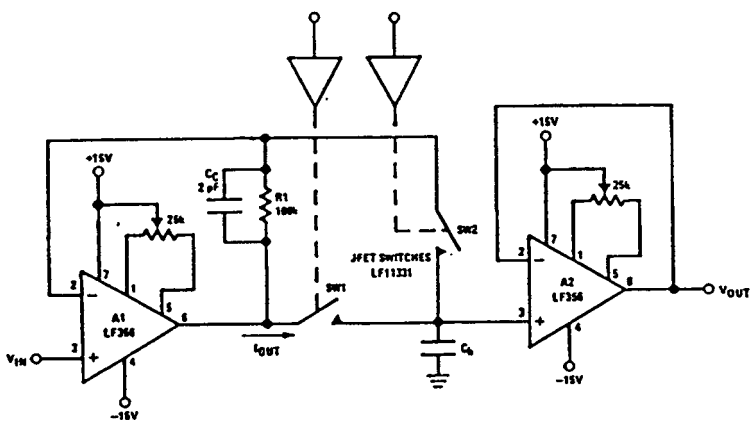 +15V
25k
2
7
1
5
6
3
4
A1
LF356
VIN
-15V
CC
2 pF
R1
100k
IOUT
SW1
SW2
JFET SWITCHES
LF11331
Ch
+15V
25k
2
7
1
5
6
3
4
A2
LF356
VOUT
-15V